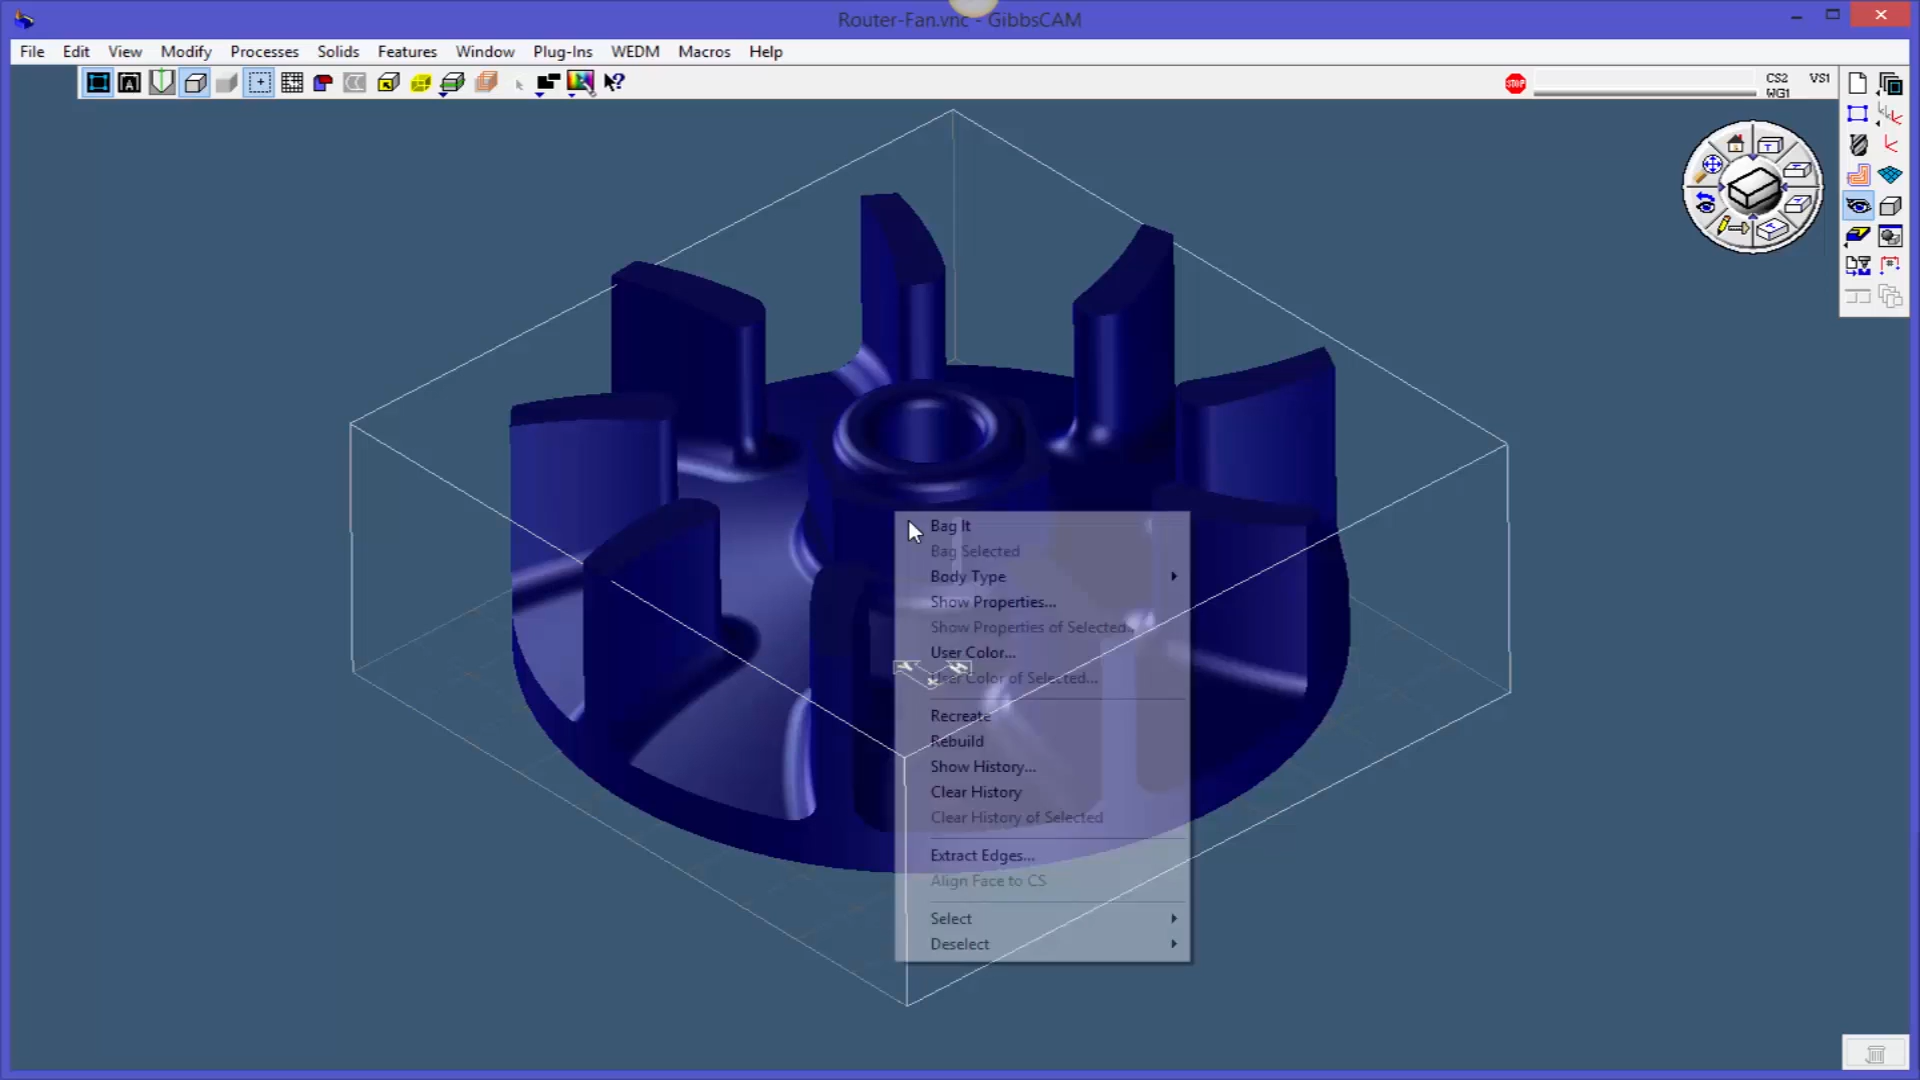 Router-Fan.vnc - GibbsCAM
File Edit View Modify Processes Solids Features Window Plug-Ins WEDM Macros Help
STOP
CS2 VS1
WG1
Bag It
Bag Selected
Body Type
Show Properties...
Show Properties of Selected...
User Color...
User Color of Selected...
Recreate
Rebuild
Show History...
Clear History
Clear History of Selected
Extract Edges...
Align Face to CS
Select
Deselect